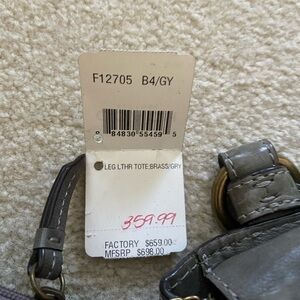 F12705 B4/GY
0 84830 55459 5
LEG LTHR TOTE:BRASS/GRY
359.99
FACTORY $659.00
MFSRP $698.00